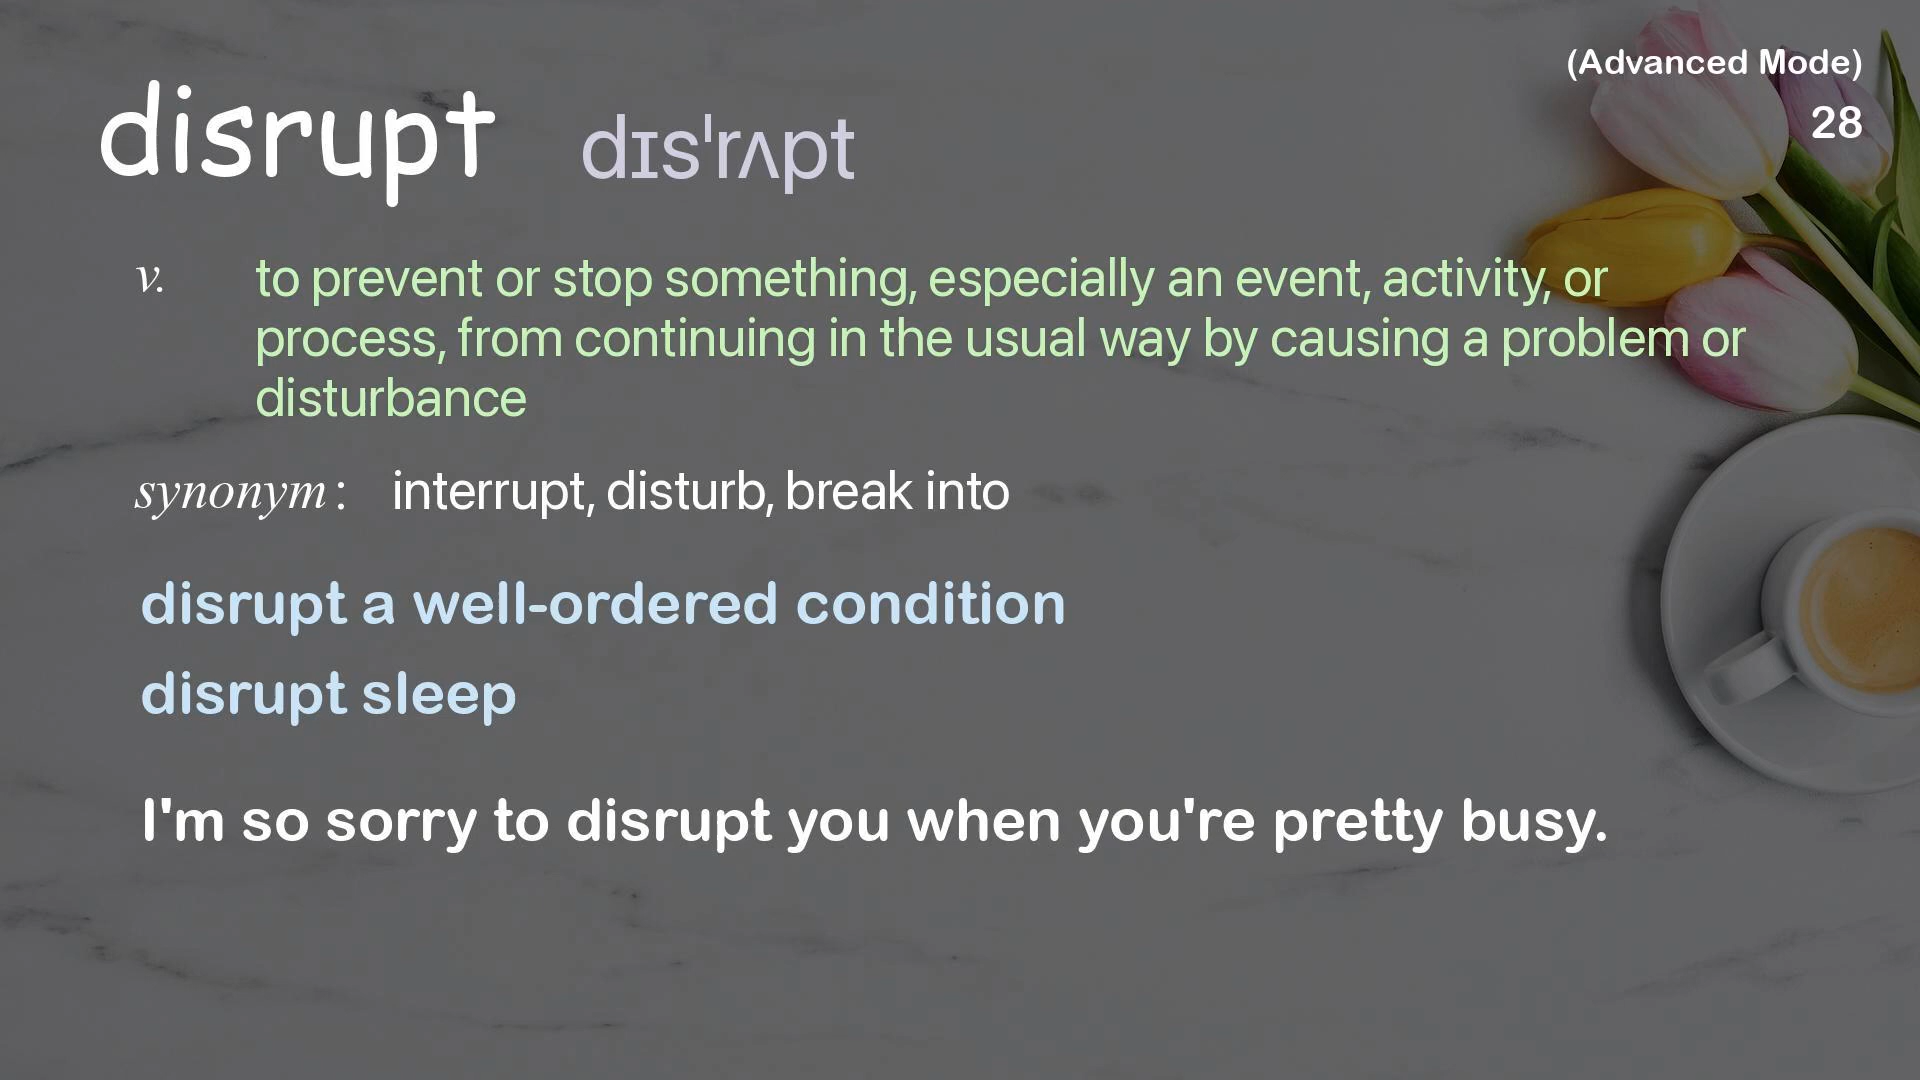 (Advanced Mode)
disrupt dɪsˈrʌpt
28
v. to prevent or stop something, especially an event, activity, or
process, from continuing in the usual way by causing a problem or
disturbance
synonym: interrupt, disturb, break into
disrupt a well-ordered condition
disrupt sleep
I'm so sorry to disrupt you when you're pretty busy.